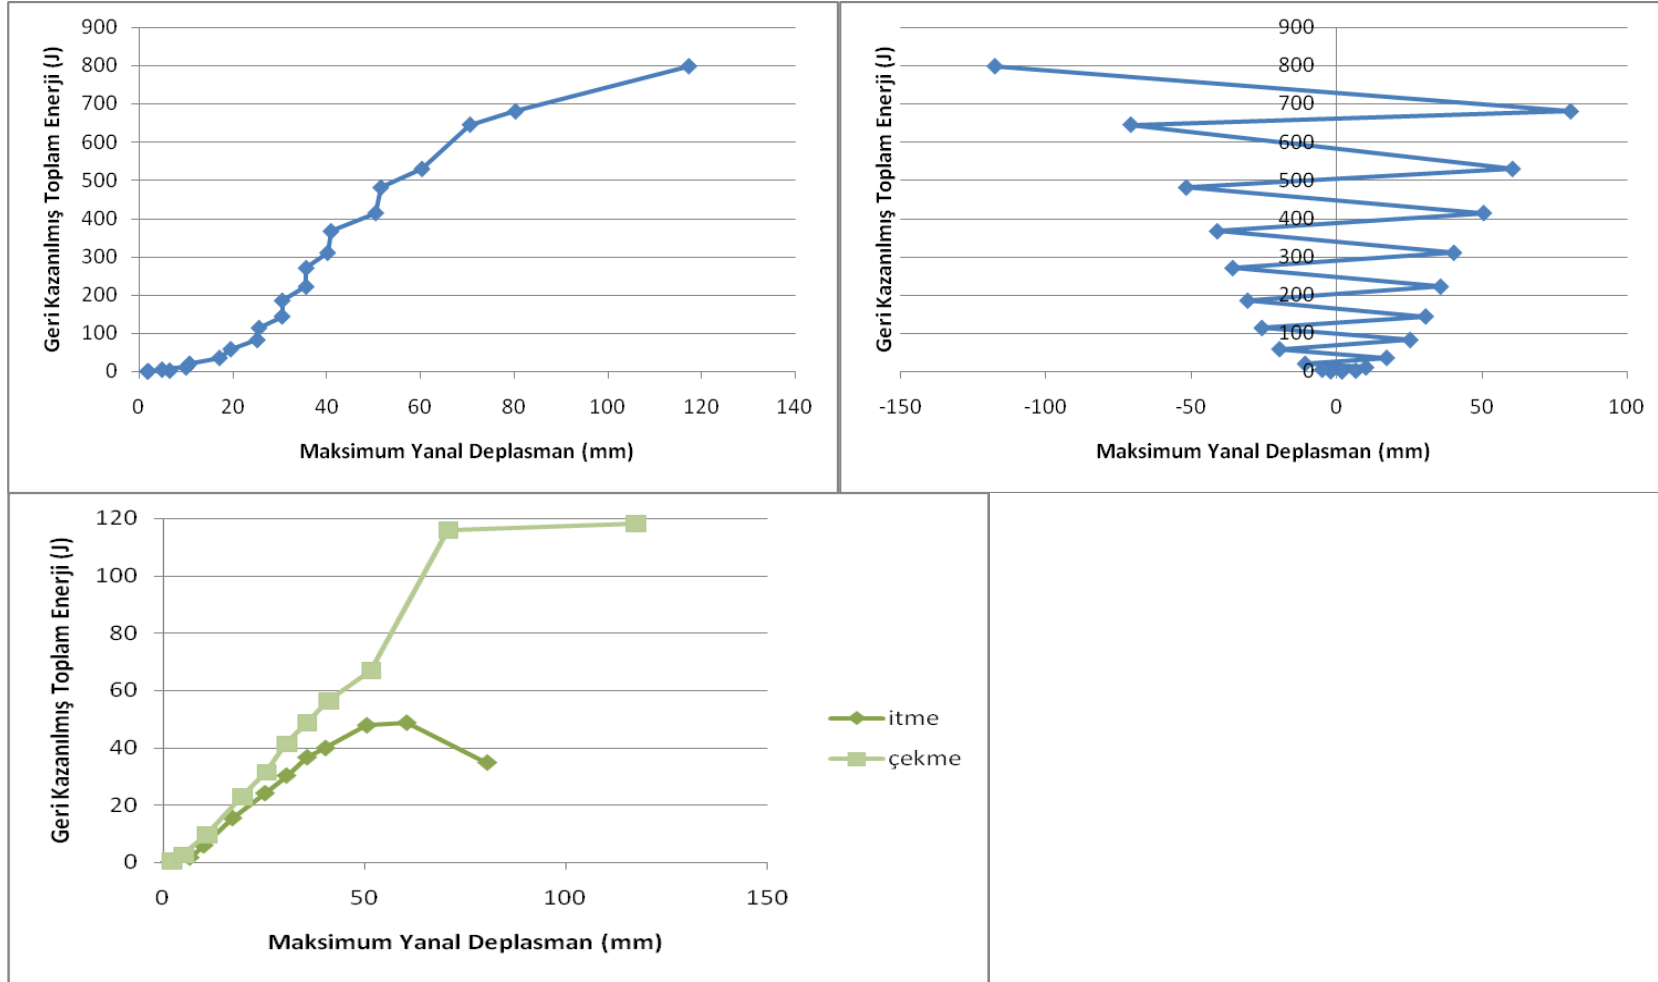 900
800
700
600
500
400
300
200
100
0
0 20 40 60 80 100 120 140
Geri Kazanılmış Toplam Enerji (J)
Maksimum Yanal Deplasman (mm)
900
800
700
600
500
400
300
200
100
0
-150 -100 -50 0 50 100
Geri Kazanılmış Toplam Enerji (J)
Maksimum Yanal Deplasman (mm)
120
100
80
60
40
20
0
0 50 100 150
Geri Kazanılmış Toplam Enerji (J)
Maksimum Yanal Deplasman (mm)
itme
çekme